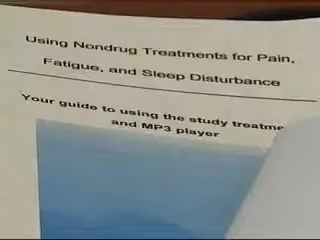 Using Nondrug Treatments for Pain,
Fatigue, and Sleep Disturbance
Your guide to using the study
and MP3 player